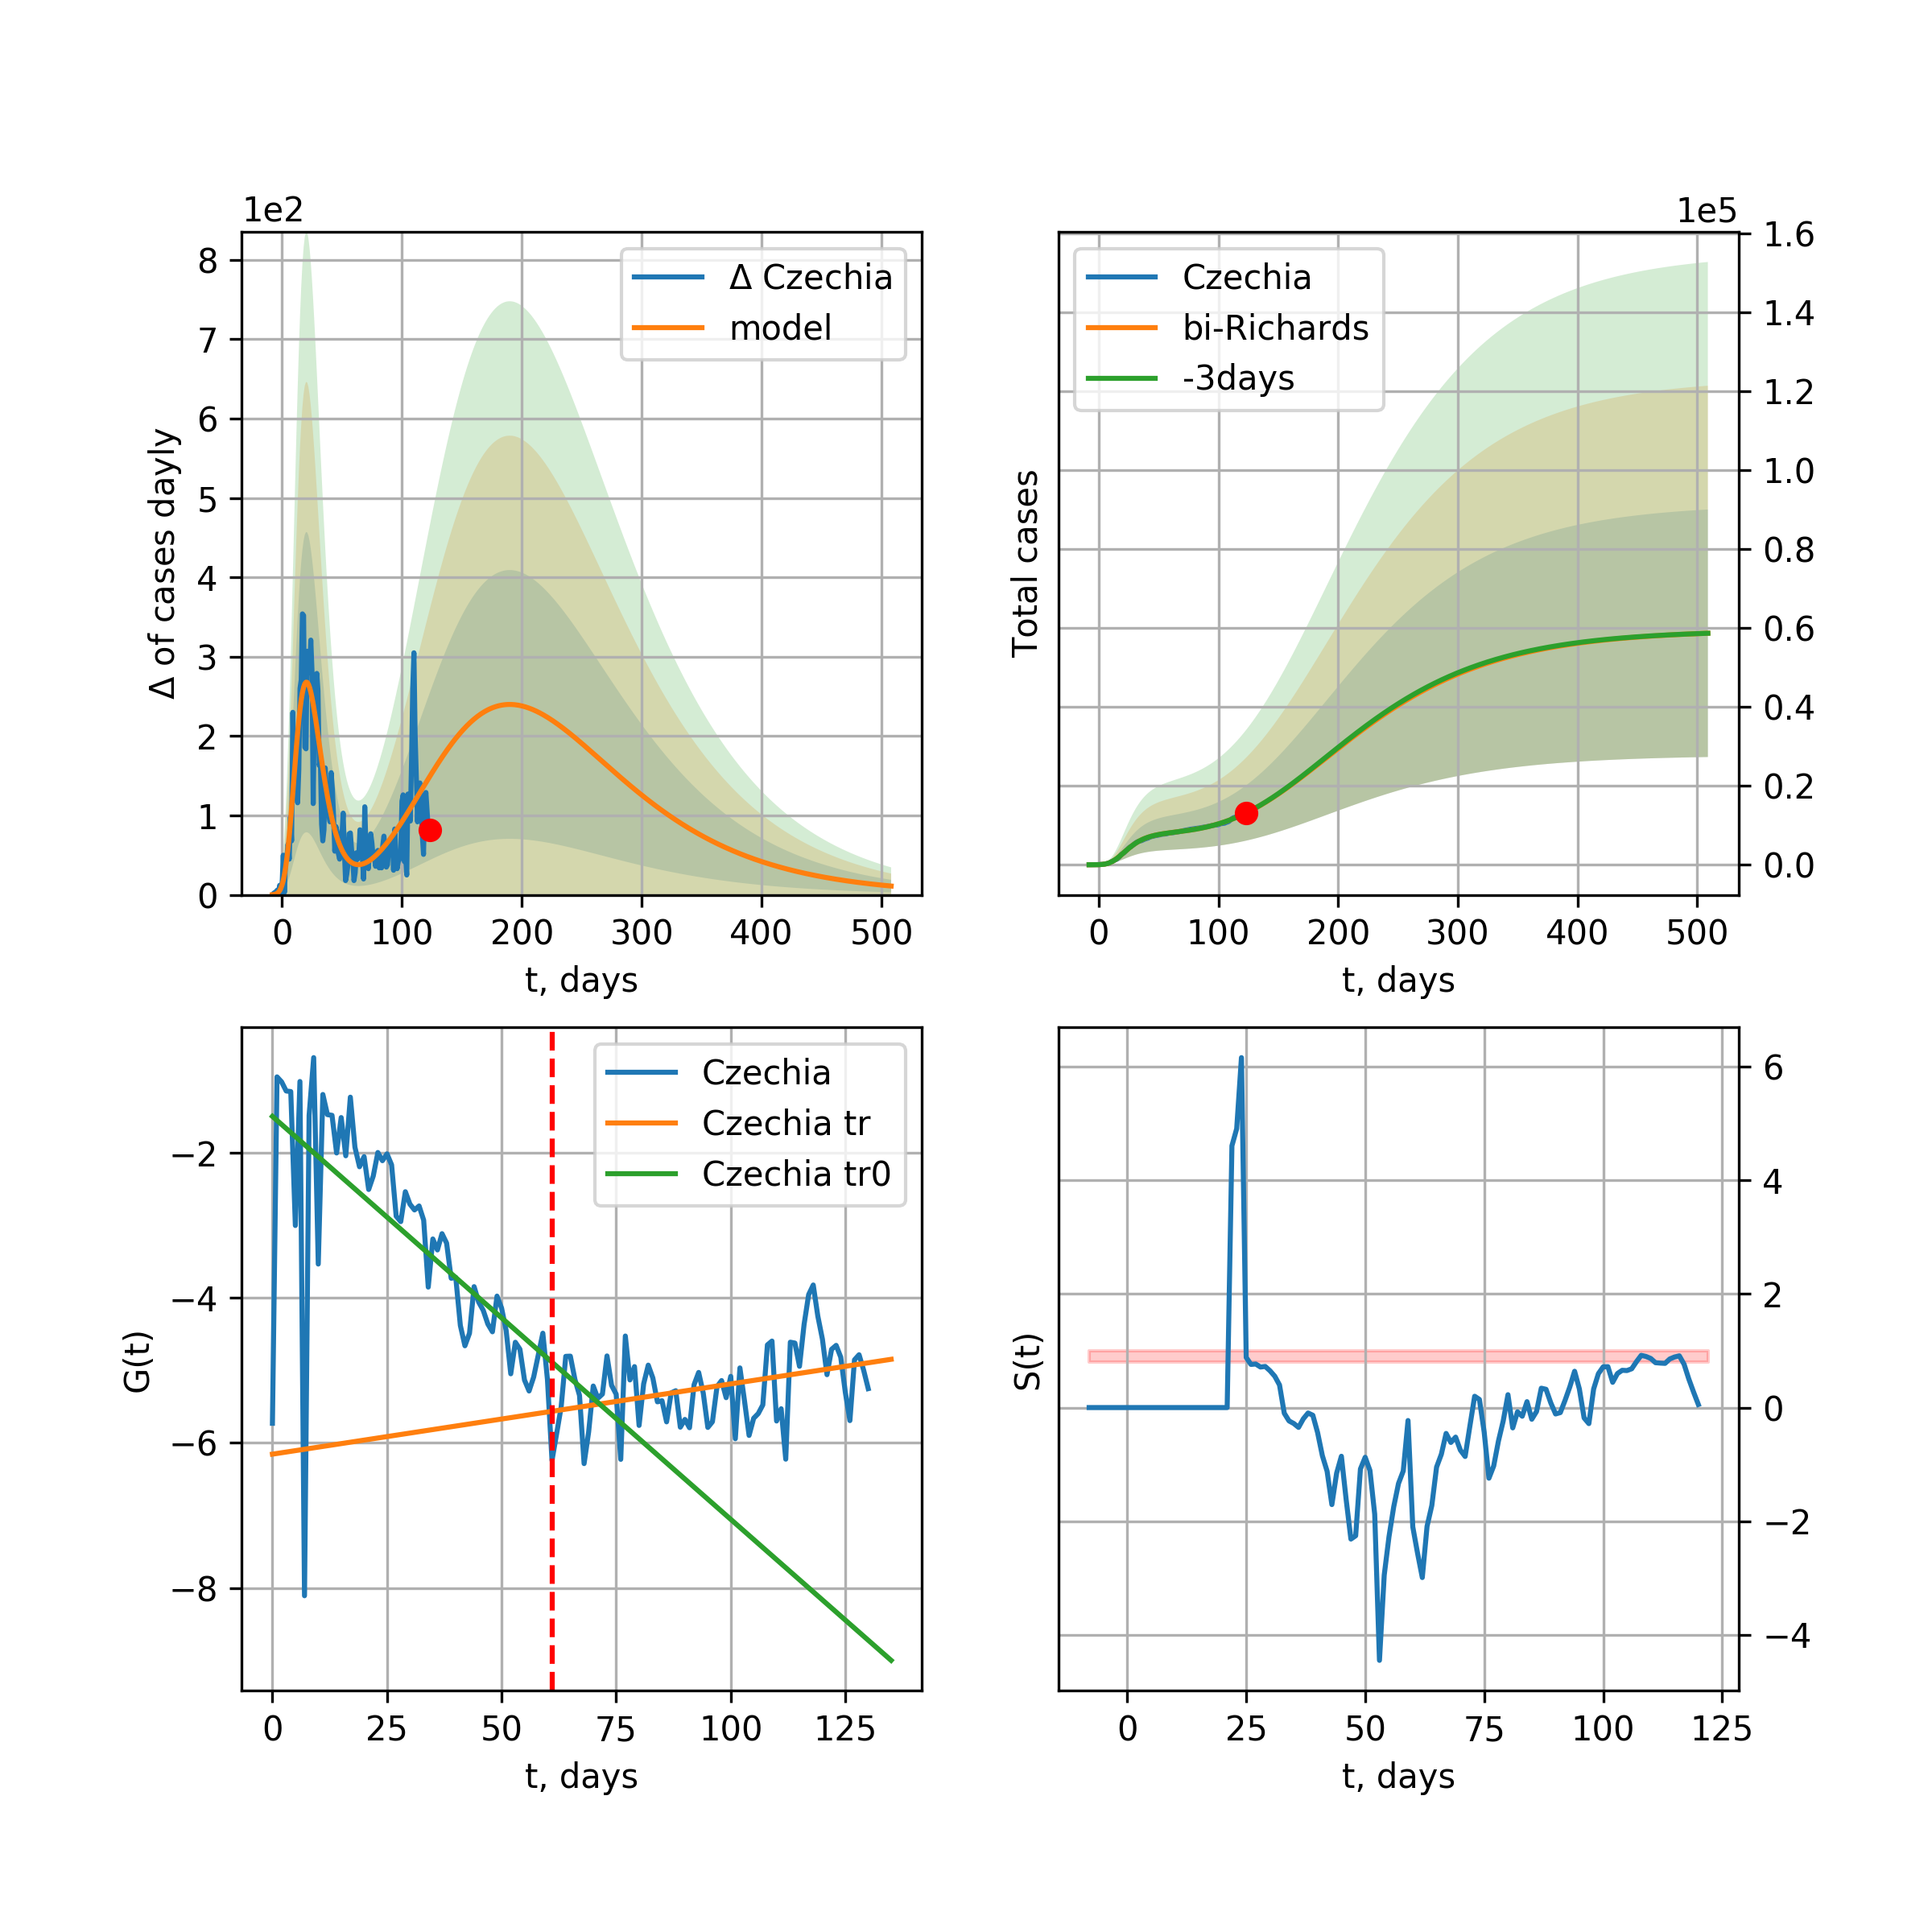 1e2
8
7
6
5
4
3
2
1
0
Δ of cases dayly
Δ Czechia
model
0 100 200 300 400 500
t, days
1e5
1.6
1.4
1.2
1.0
0.8
0.6
0.4
0.2
0.0
Total cases
Czechia
bi-Richards
-3days
0 100 200 300 400 500
t, days
−2
−4
−6
−8
G(t)
Czechia
Czechia tr
Czechia tr0
0 25 50 75 100 125
t, days
6
4
2
0
−2
−4
S(t)
0 25 50 75 100 125
t, days